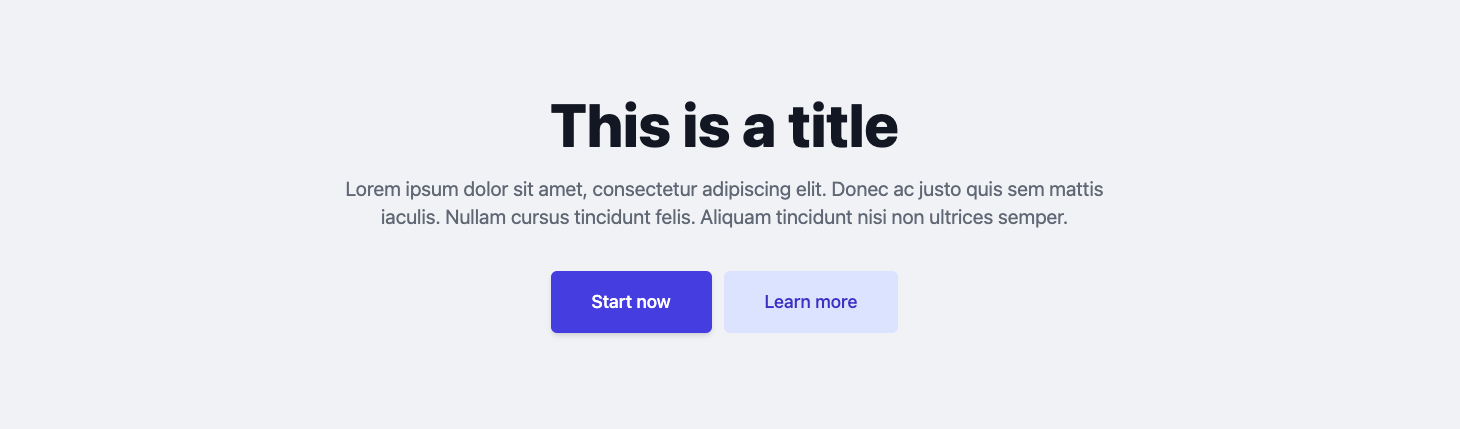 This is a title
Lorem ipsum dolor sit amet, consectetur adipiscing elit. Donec ac justo quis sem mattis
iaculis. Nullam cursus tincidunt felis. Aliquam tincidunt nisi non ultrices semper.
Start now
Learn more